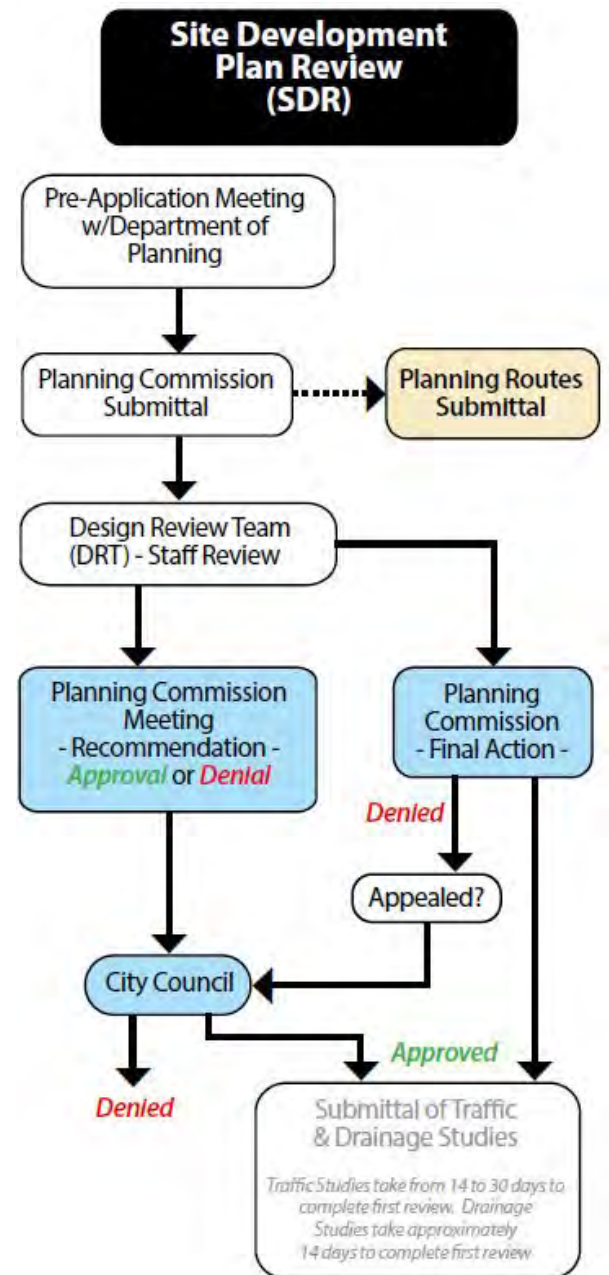 Site Development
Plan Review
(SDR)
Pre-Application Meeting
w/Department of
Planning
Planning Commission
Submittal
Planning Routes
Submittal
Design Review Team
(DRT) - Staff Review
Planning Commission
Meeting
- Recommendation -
Approval or Denial
Planning
Commission
- Final Action -
Denied
Appealed?
City Council
Approved
Denied
Submittal of Traffic
& Drainage Studies
Traffic Studies take from 14 to 30 days to
complete first review. Drainage
Studies take approximately
14 days to complete first review